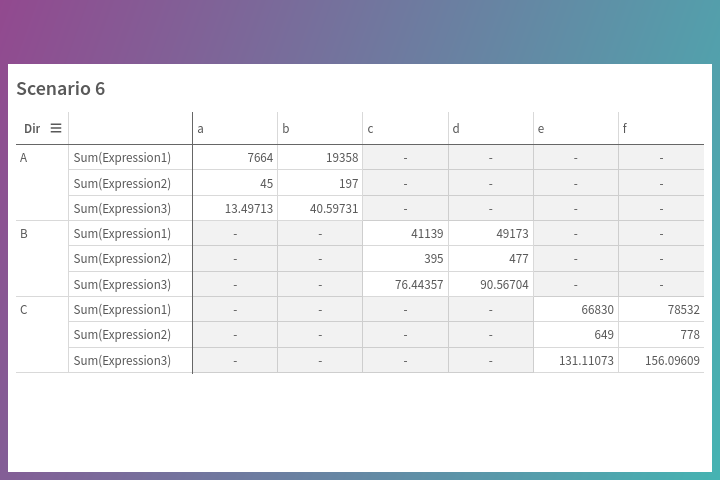 Scenario 6
Dir a b c d e f
A Sum(Expression1) 7664 19358 - - - -
Sum(Expression2) 45 197 - - - -
Sum(Expression3) 13.49713 40.59731 - - - -
B Sum(Expression1) - - 41139 49173 - -
Sum(Expression2) - - 395 477 - -
Sum(Expression3) - - 76.44357 90.56704 - -
C Sum(Expression1) - - - - 66830 78532
Sum(Expression2) - - - - 649 778
Sum(Expression3) - - - - 131.11073 156.09609